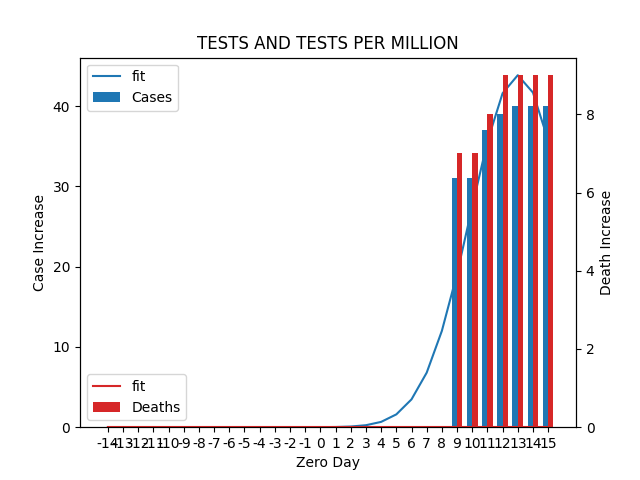 TESTS AND TESTS PER MILLION
fit
Cases
40
30
20
10
0
Case Increase
8
6
4
2
0
Death Increase
fit
Deaths
-14 -13 -12 -11 -10 -9 -8 -7 -6 -5 -4 -3 -2 -1 0 1 2 3 4 5 6 7 8 9 10 11 12 13 14 15
Zero Day